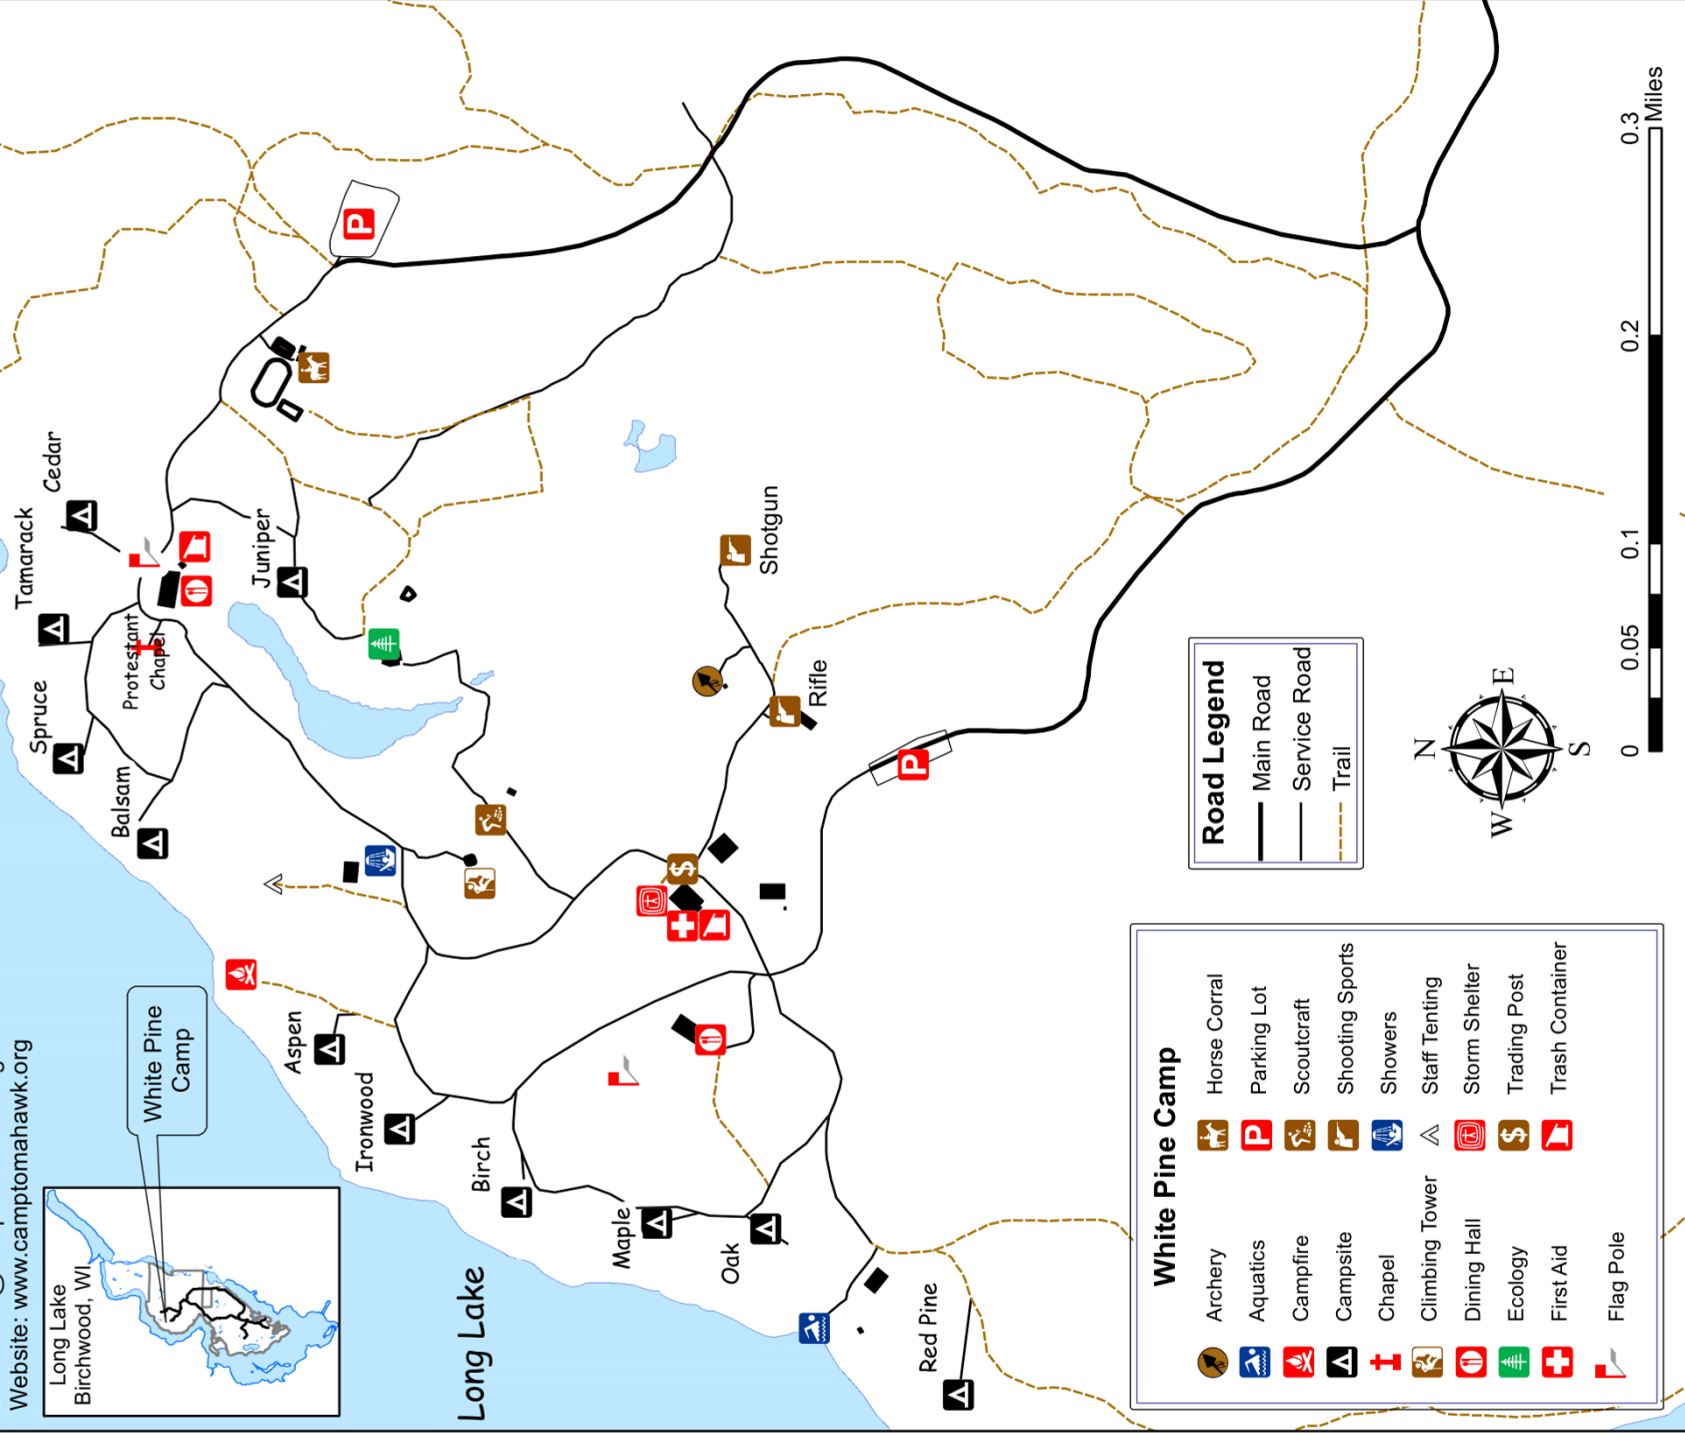 Website: www.camptomahawk.org
Long Lake
Birchwood, WI
White Pine
Camp
Long Lake
Cedar
Tamarack
Spruce
Balsam
Protestant
Chapel
Juniper
Aspen
Ironwood
Birch
Maple
Oak
Red Pine
Shotgun
Rifle
White Pine Camp
Archery
Aquatics
Campfire
Campsite
Chapel
Climbing Tower
Dining Hall
Ecology
First Aid
Flag Pole
Horse Corral
Parking Lot
Scoutcraft
Shooting Sports
Showers
Staff Tenting
Storm Shelter
Trading Post
Trash Container
Road Legend
Main Road
Service Road
Trail
N
W
E
S
0 0.05 0.1 0.2 0.3
Miles
P
P
P
$
$